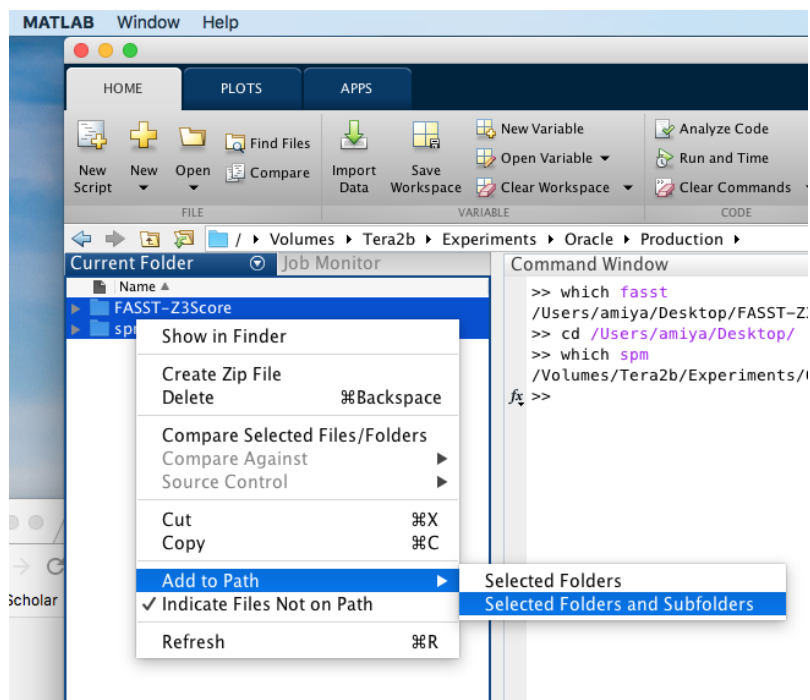 MATLAB Window Help
HOME PLOTS APPS
New Script
New
Open
Find Files
Compare
Import Data
Save Workspace
New Variable
Open Variable
Clear Workspace
Analyze Code
Run and Time
Clear Commands
FILE VARIABLE CODE
/ Volumes Tera2b Experiments Oracle Production
Current Folder Job Monitor
Name
FASST-Z3Score
Show in Finder
Create Zip File
Delete ⌘Backspace
Compare Selected Files/Folders
Compare Against
Source Control
Cut ⌘X
Copy ⌘C
Add to Path
Selected Folders
Selected Folders and Subfolders
✓ Indicate Files Not on Path
Refresh ⌘R
Command Window
>> which fasst
/Users/amiya/Desktop/FASST-Z
>> cd /Users/amiya/Desktop/
>> which spm
/Volumes/Tera2b/Experiments/
fx >>